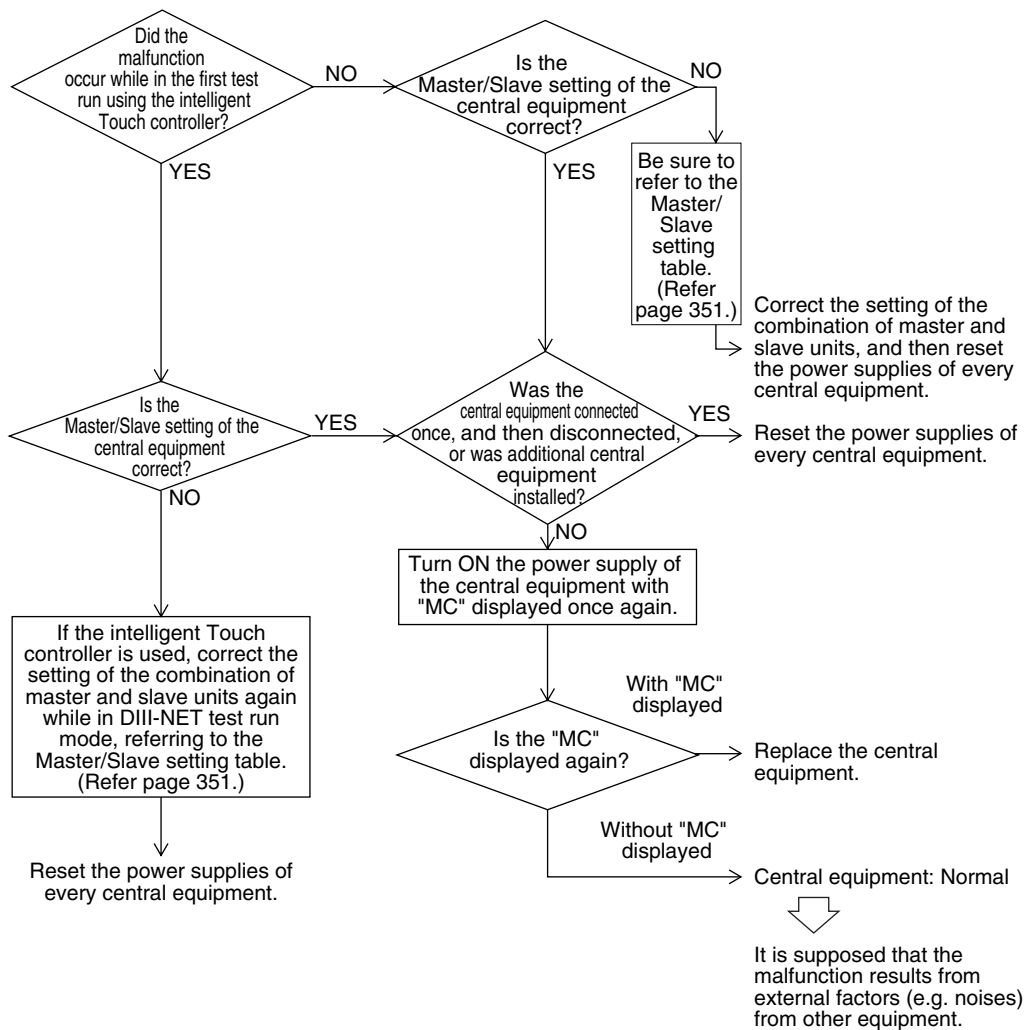 Did the
malfunction
occur while in the first test
run using the intelligent
Touch controller?
NO
YES
Is the
Master/Slave setting of the
central equipment
correct?
NO
YES
Be sure to
refer to the
Master/
Slave
setting
table.
(Refer
page 351.)
Correct the setting of the
combination of master and
slave units, and then reset
the power supplies of every
central equipment.
Is the
Master/Slave setting of the
central equipment
correct?
YES
NO
Was the
central equipment connected
once, and then disconnected,
or was additional central
equipment
installed?
YES
NO
Reset the power supplies of
every central equipment.
Turn ON the power supply of
the central equipment with
"MC" displayed once again.
If the intelligent Touch
controller is used, correct the
setting of the combination of
master and slave units again
while in DIII-NET test run
mode, referring to the
Master/Slave setting table.
(Refer page 351.)
Reset the power supplies of
every central equipment.
Is the "MC"
displayed again?
With "MC"
displayed
Replace the central
equipment.
Without "MC"
displayed
Central equipment: Normal
It is supposed that the
malfunction results from
external factors (e.g. noises)
from other equipment.